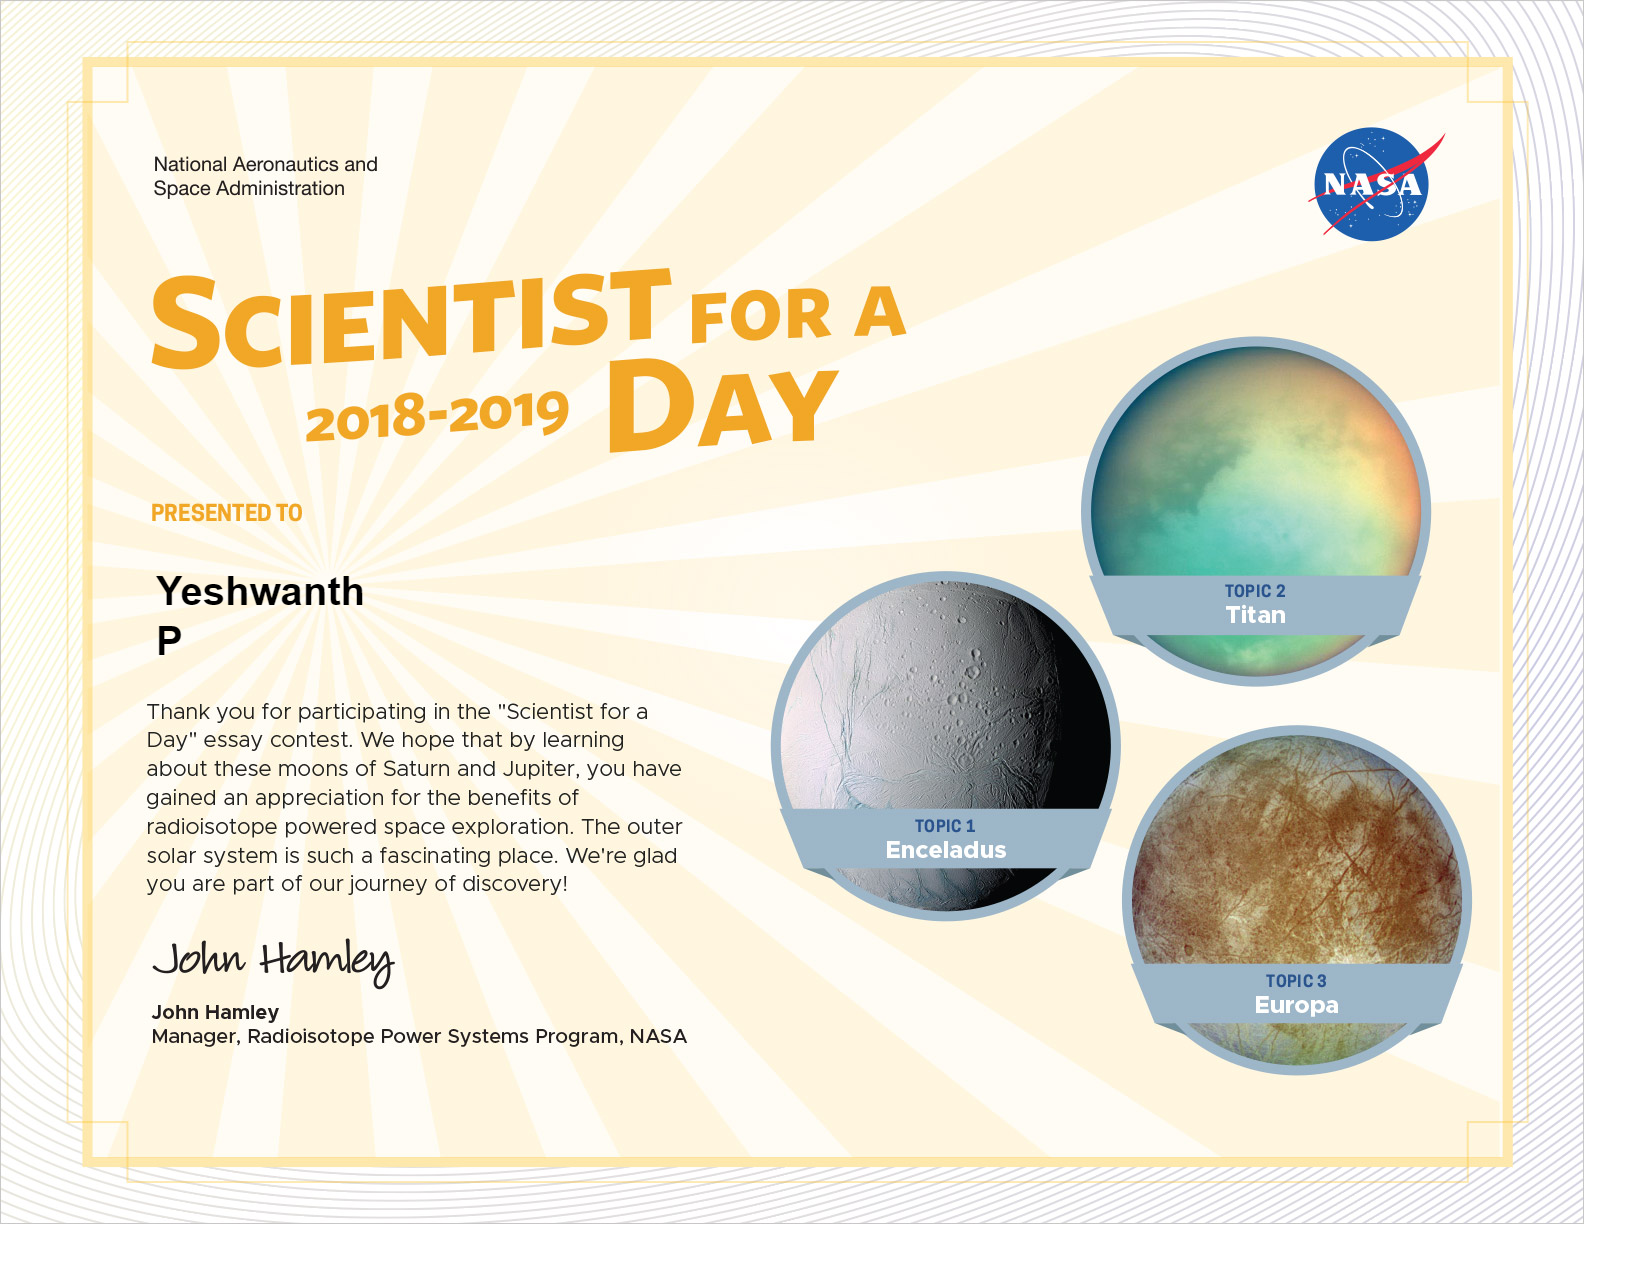 National Aeronautics and
Space Administration
NASA
SCIENTIST FOR A
2018-2019 DAY
PRESENTED TO
Yeshwanth
P
Thank you for participating in the "Scientist for a
Day" essay contest. We hope that by learning
about these moons of Saturn and Jupiter, you have
gained an appreciation for the benefits of
radioisotope powered space exploration. The outer
solar system is such a fascinating place. We're glad
you are part of our journey of discovery!
John Hamley
John Hamley
Manager, Radioisotope Power Systems Program, NASA
TOPIC 2
Titan
TOPIC 1
Enceladus
TOPIC 3
Europa